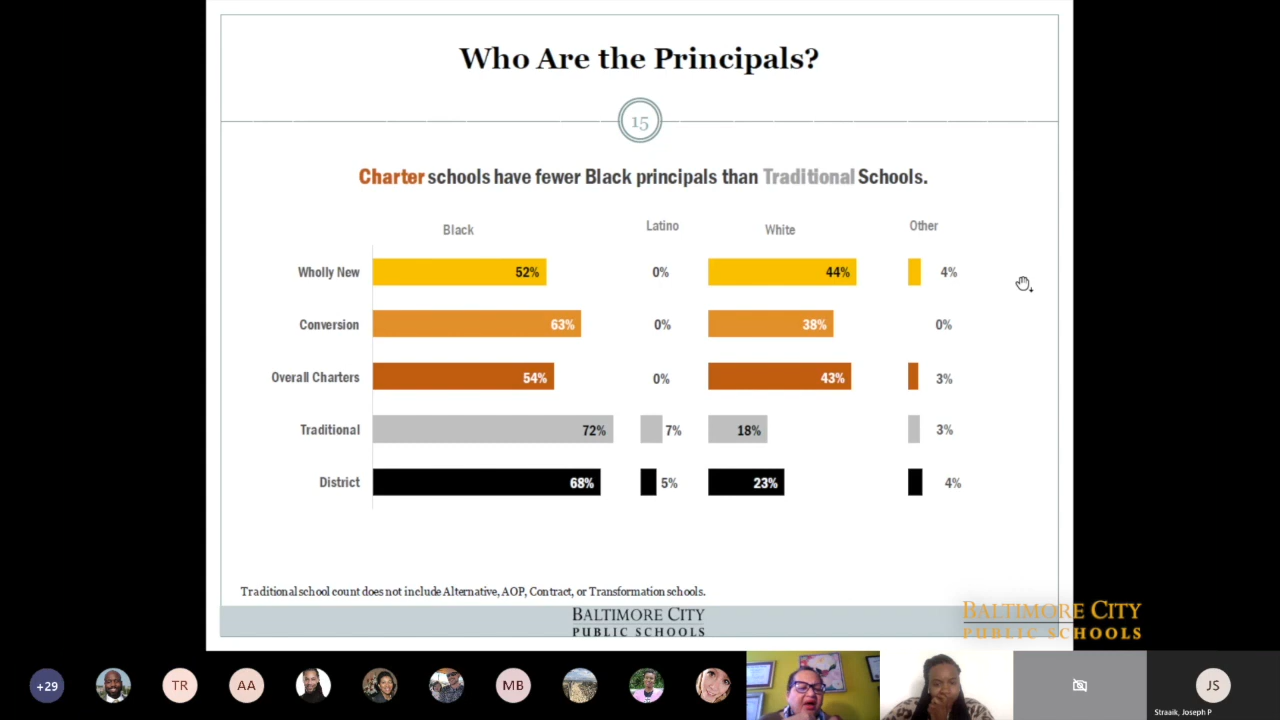 Who Are the Principals?
15
Charter schools have fewer Black principals than Traditional Schools.
Black Latino White Other
Wholly New 52% 0% 44% 4%
Conversion 63% 0% 38% 0%
Overall Charters 54% 0% 43% 3%
Traditional 72% 7% 18% 3%
District 68% 5% 23% 4%
Traditional school count does not include Alternative, AOP, Contract, or Transformation schools.
BALTIMORE CITY
PUBLIC SCHOOLS
BALTIMORE CITY
PUBLIC SCHOOLS
+29 TR AA MB JS
Straaik, Joseph P